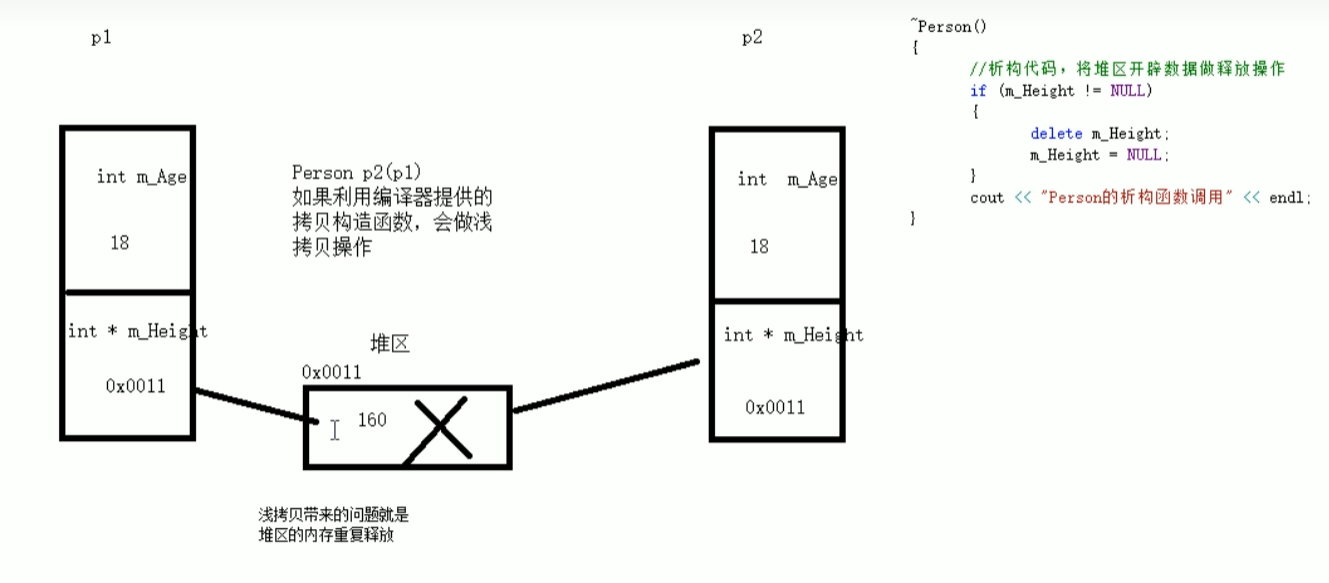 p1
int m_Age
18
int * m_Height
0x0011
Person p2(p1)
如果利用编译器提供的
拷贝构造函数，会做浅
拷贝操作
堆区
0x0011
160
浅拷贝带来的问题就是
堆区的内存重复释放
p2
int m_Age
18
int * m_Height
0x0011
~Person()
{
//析构代码，将堆区开辟数据做释放操作
if (m_Height != NULL)
{
delete m_Height;
m_Height = NULL;
}
cout << "Person的析构函数调用" << endl;
}